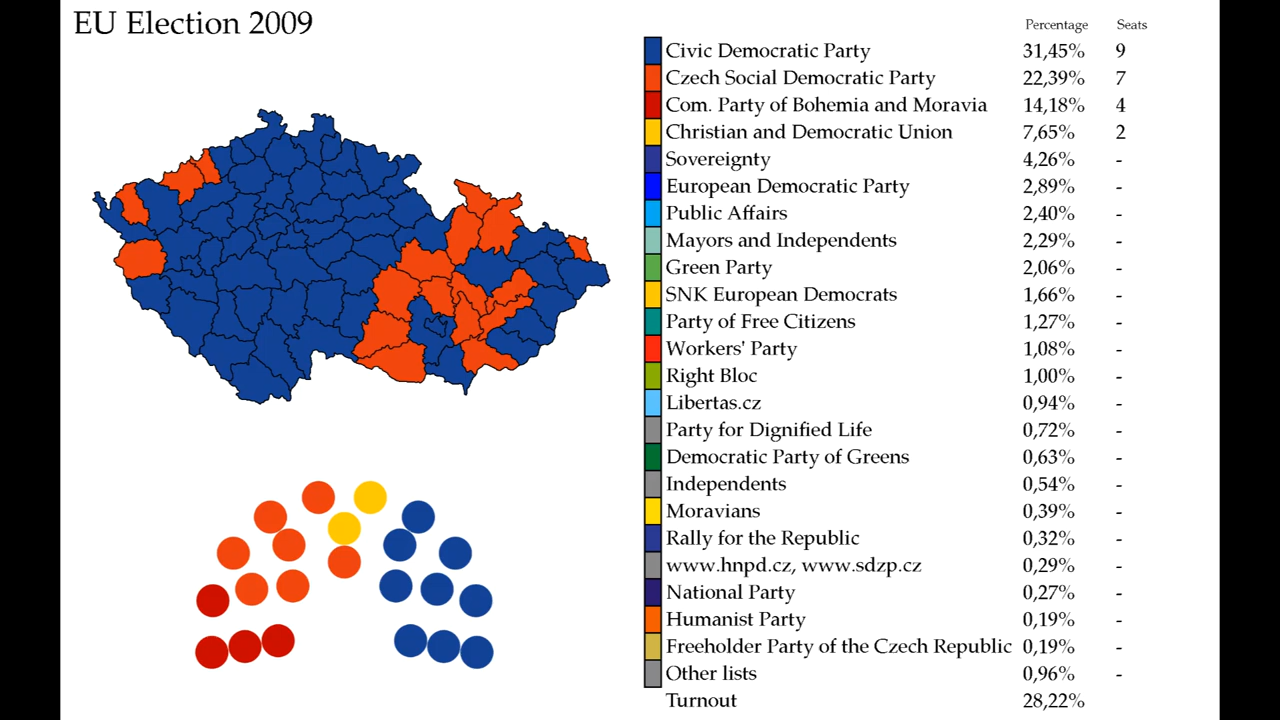 EU Election 2009
Percentage Seats
Civic Democratic Party 31,45% 9
Czech Social Democratic Party 22,39% 7
Com. Party of Bohemia and Moravia 14,18% 4
Christian and Democratic Union 7,65% 2
Sovereignty 4,26% -
European Democratic Party 2,89% -
Public Affairs 2,40% -
Mayors and Independents 2,29% -
Green Party 2,06% -
SNK European Democrats 1,66% -
Party of Free Citizens 1,27% -
Workers' Party 1,08% -
Right Bloc 1,00% -
Libertas.cz 0,94% -
Party for Dignified Life 0,72% -
Democratic Party of Greens 0,63% -
Independents 0,54% -
Moravians 0,39% -
Rally for the Republic 0,32% -
www.hnpd.cz, www.sdzp.cz 0,29% -
National Party 0,27% -
Humanist Party 0,19% -
Freeholder Party of the Czech Republic 0,19% -
Other lists 0,96% -
Turnout 28,22%